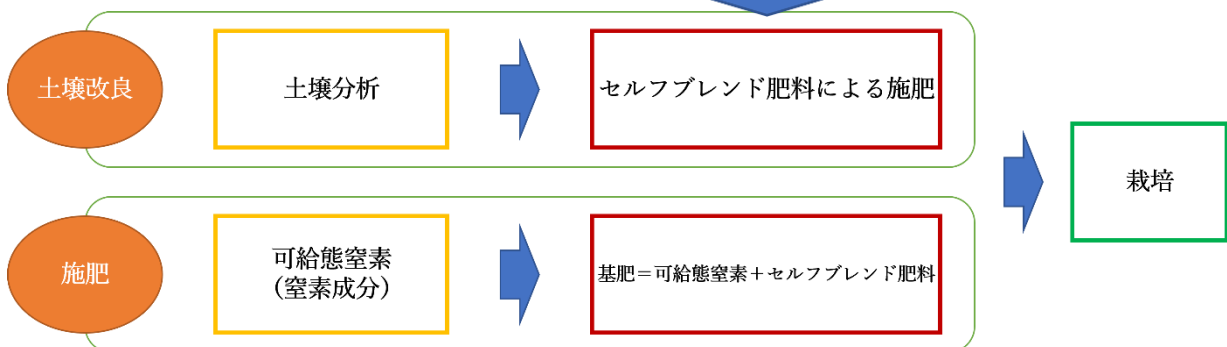 土壌改良
土壌分析
セルフブレンド肥料による施肥
栽培
施肥
可給態窒素
(窒素成分)
基肥＝可給態窒素＋セルフブレンド肥料